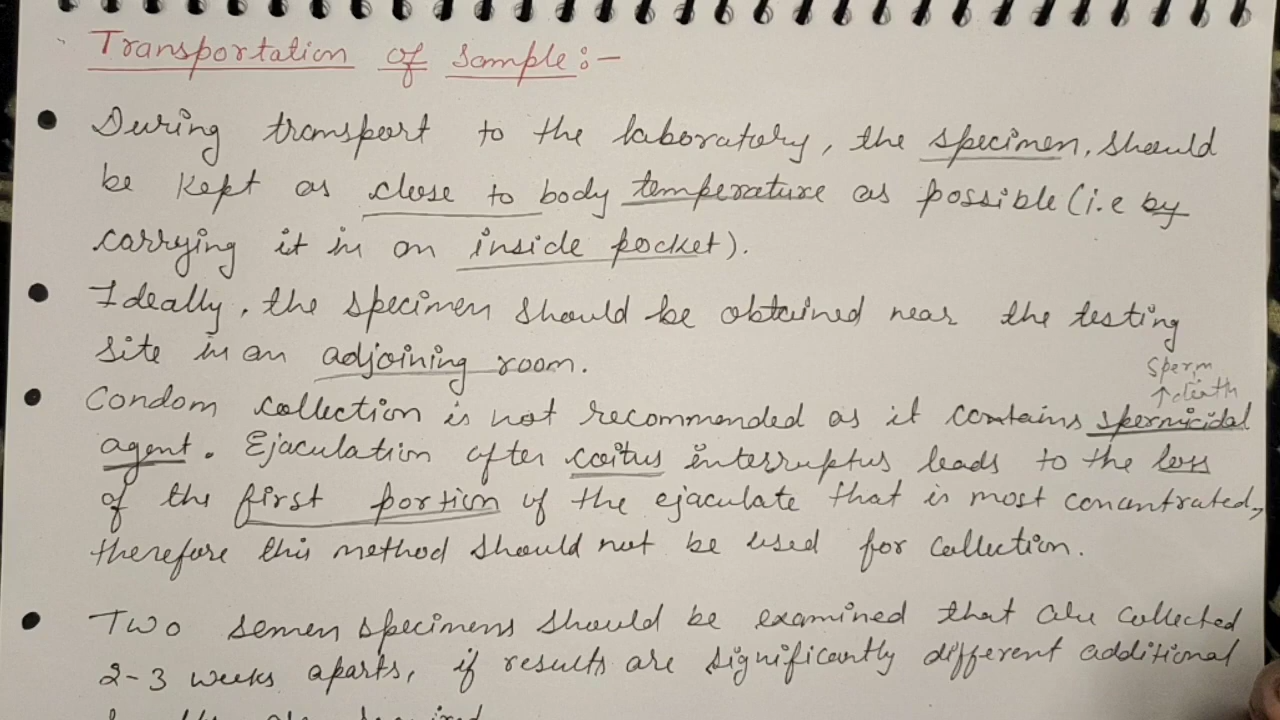 Transportation of Sample:-
During transport to the laboratory, the specimen, should
be kept as close to body temperature as possible (i.e by
carrying it in an inside pocket).
Ideally, the specimen should be obtained near the testing
site in an adjoining room.
Sperm
↑death
Condom collection is not recommended as it contains spermicidal
agent. Ejaculation after coitus interruptus leads to the loss
of the first portion of the ejaculate that is most concentrated,
therefore this method should not be used for collection.
Two semen specimens should be examined that are collected
2-3 weeks aparts, if results are significantly different additional